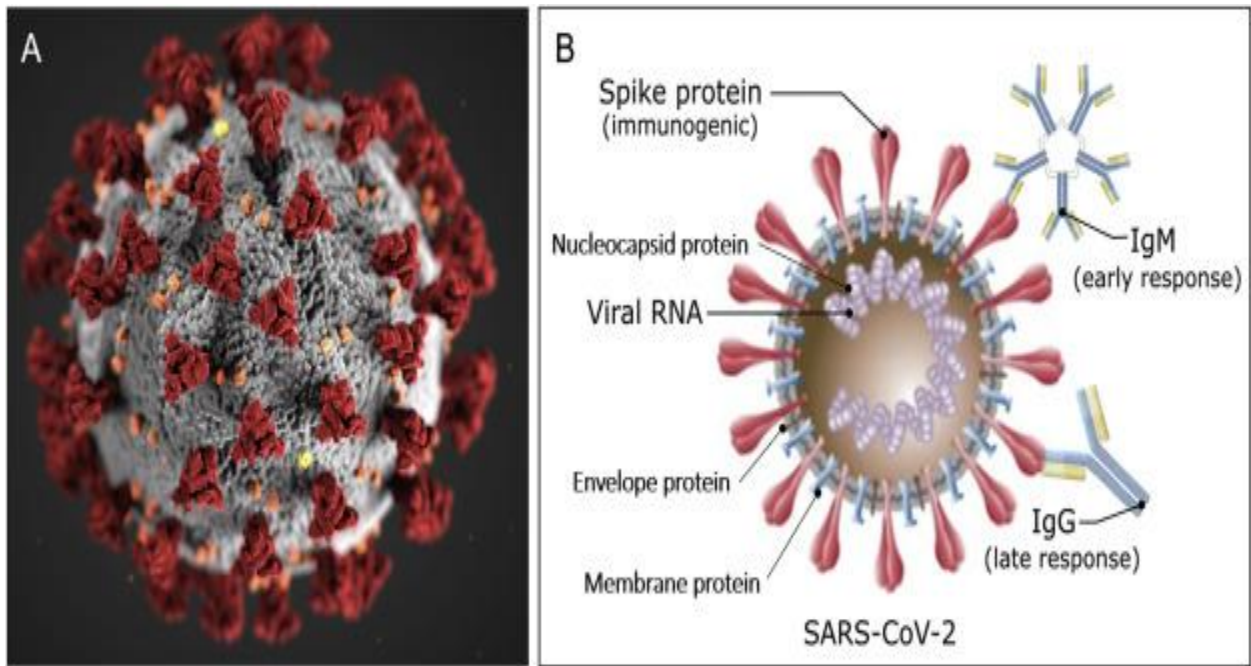 A
B
Spike protein
(immunogenic)
Nucleocapsid protein
IgM
(early response)
Viral RNA
Envelope protein
IgG
(late response)
Membrane protein
SARS-CoV-2